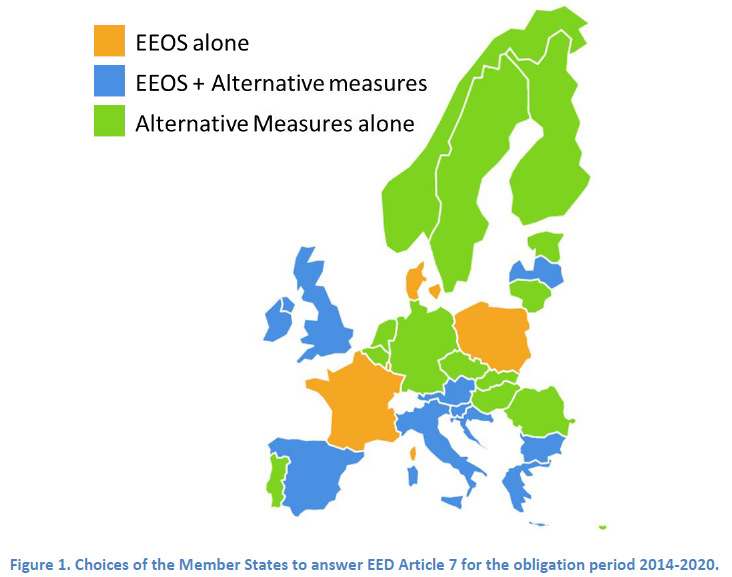 EEOS alone
EEOS + Alternative measures
Alternative Measures alone
Figure 1. Choices of the Member States to answer EED Article 7 for the obligation period 2014-2020.